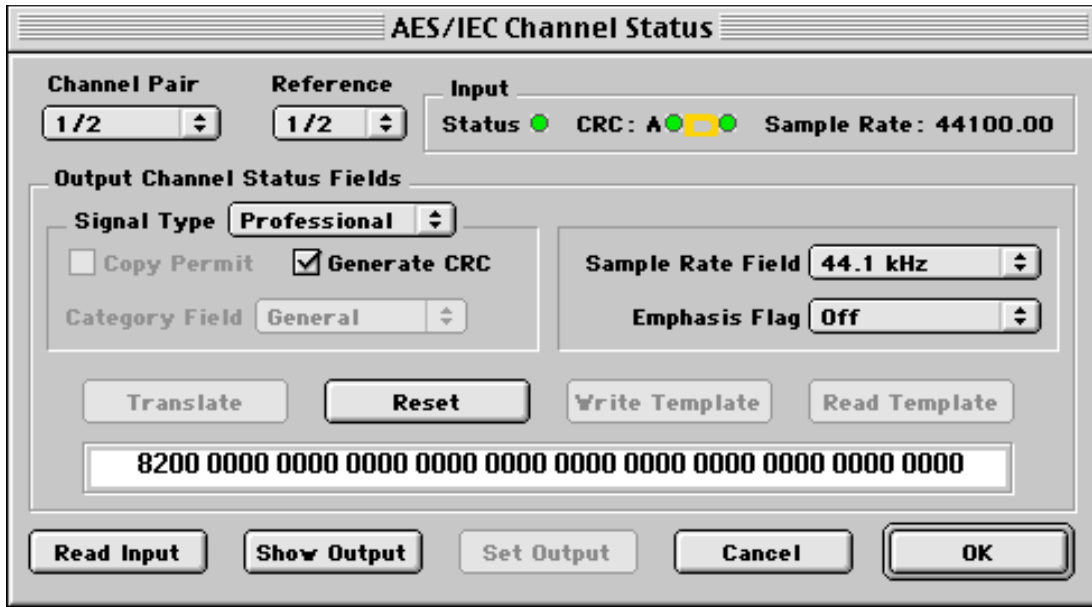 AES/IEC Channel Status
Channel Pair
Reference
Input
1/2
1/2
Status
CRC: A
Sample Rate: 44100.00
Output Channel Status Fields
Signal Type
Professional
Copy Permit
Generate CRC
Category Field
General
Sample Rate Field
44.1 kHz
Emphasis Flag
Off
Translate
Reset
Write Template
Read Template
8200 0000 0000 0000 0000 0000 0000 0000 0000 0000 0000 0000
Read Input
Show Output
Set Output
Cancel
OK